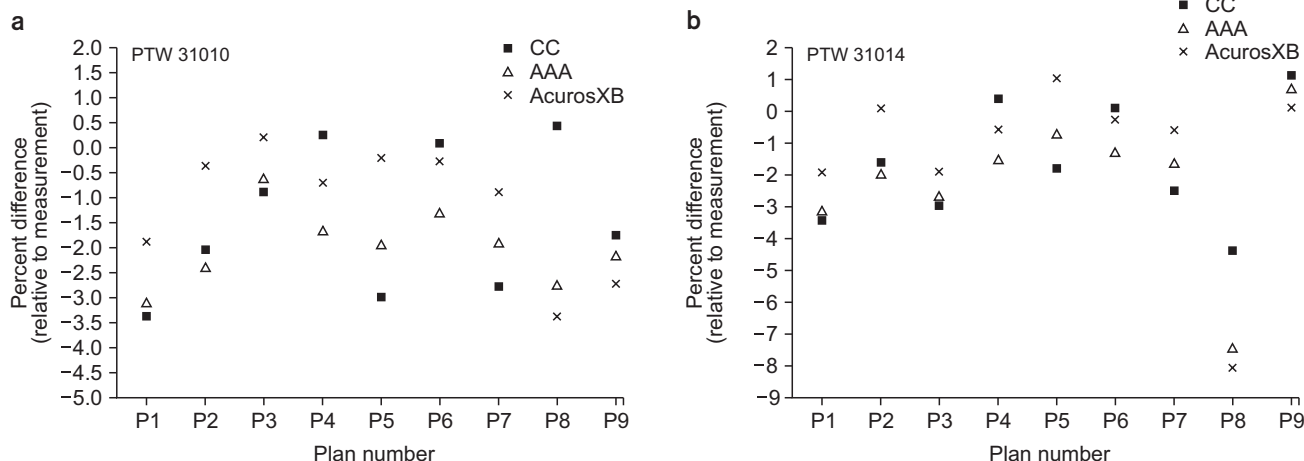 a
PTW 31010
CC
AAA
AcurosXB
Percent difference
(relative to measurement)
2.0
1.5
1.0
0.5
0.0
−0.5
−1.0
−1.5
−2.0
−2.5
−3.0
−3.5
−4.0
−4.5
−5.0
P1 P2 P3 P4 P5 P6 P7 P8 P9
Plan number
b
PTW 31014
CC
AAA
AcurosXB
Percent difference
(relative to measurement)
2
1
0
−1
−2
−3
−4
−5
−6
−7
−8
−9
P1 P2 P3 P4 P5 P6 P7 P8 P9
Plan number